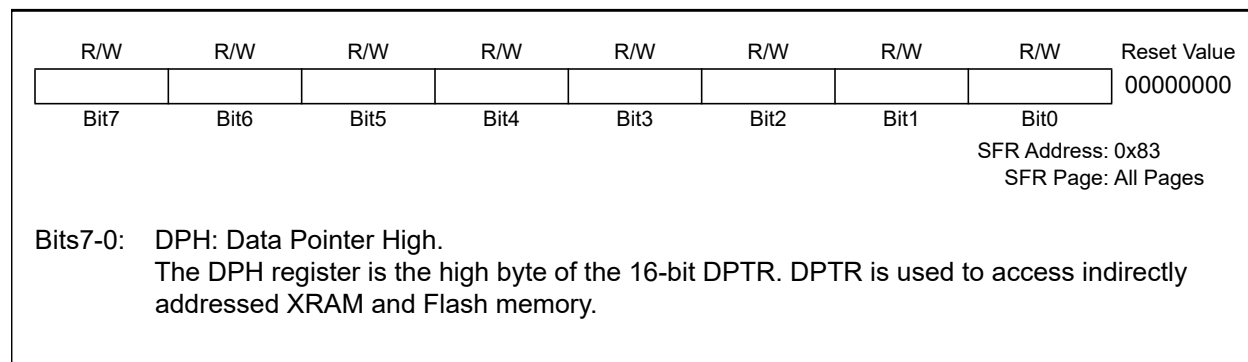 R/W R/W R/W R/W R/W R/W R/W R/W Reset Value
00000000
Bit7 Bit6 Bit5 Bit4 Bit3 Bit2 Bit1 Bit0
SFR Address: 0x83
SFR Page: All Pages
Bits7-0: DPH: Data Pointer High.
The DPH register is the high byte of the 16-bit DPTR. DPTR is used to access indirectly
addressed XRAM and Flash memory.